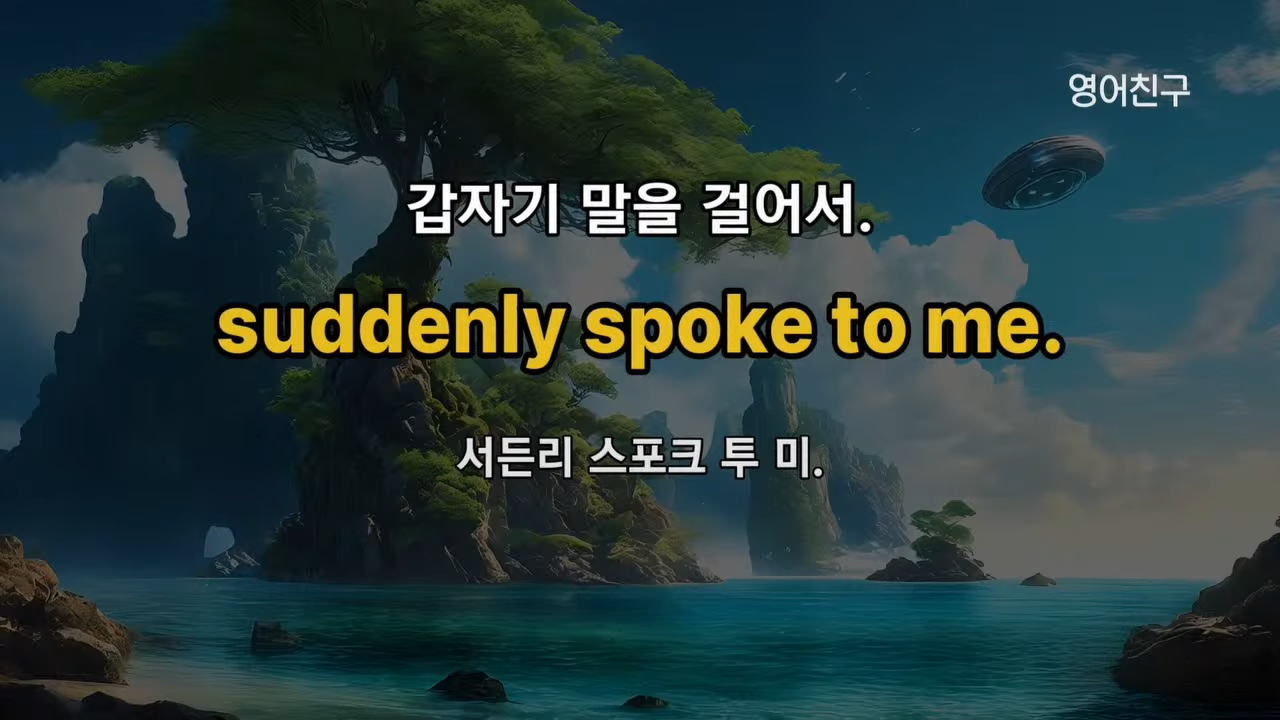 영어친구
갑자기 말을 걸어서.
suddenly spoke to me.
서든리 스포크 투 미.